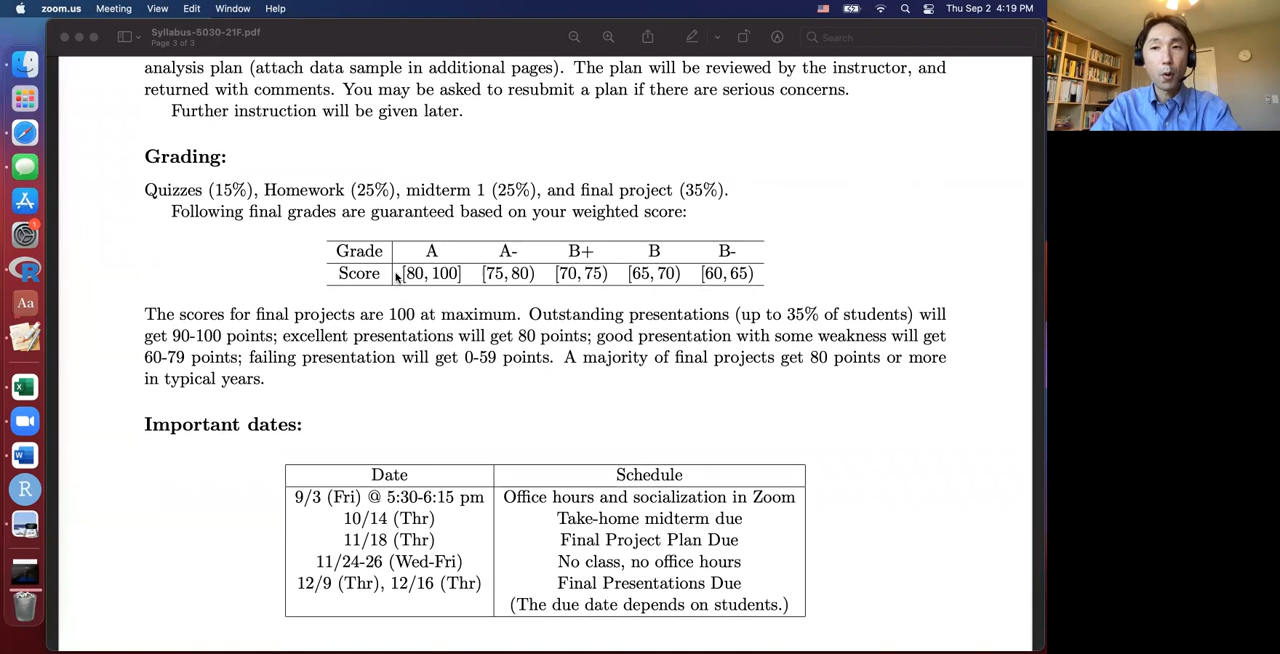 zoom.us Meeting View Edit Window Help Thu Sep 2 4:19 PM
Syllabus-5030-21F.pdf
Page 3 of 3
Search
analysis plan (attach data sample in additional pages). The plan will be reviewed by the instructor, and
returned with comments. You may be asked to resubmit a plan if there are serious concerns.
Further instruction will be given later.
Grading:
Quizzes (15%), Homework (25%), midterm 1 (25%), and final project (35%).
Following final grades are guaranteed based on your weighted score:
Grade A A- B+ B B-
Score [80, 100] [75, 80) [70, 75) [65, 70) [60, 65)
The scores for final projects are 100 at maximum. Outstanding presentations (up to 35% of students) will
get 90-100 points; excellent presentations will get 80 points; good presentation with some weakness will get
60-79 points; failing presentation will get 0-59 points. A majority of final projects get 80 points or more
in typical years.
Important dates:
Date Schedule
9/3 (Fri) @ 5:30-6:15 pm Office hours and socialization in Zoom
10/14 (Thr) Take-home midterm due
11/18 (Thr) Final Project Plan Due
11/24-26 (Wed-Fri) No class, no office hours
12/9 (Thr), 12/16 (Thr) Final Presentations Due
(The due date depends on students.)
1
R
Aa
X
W
R